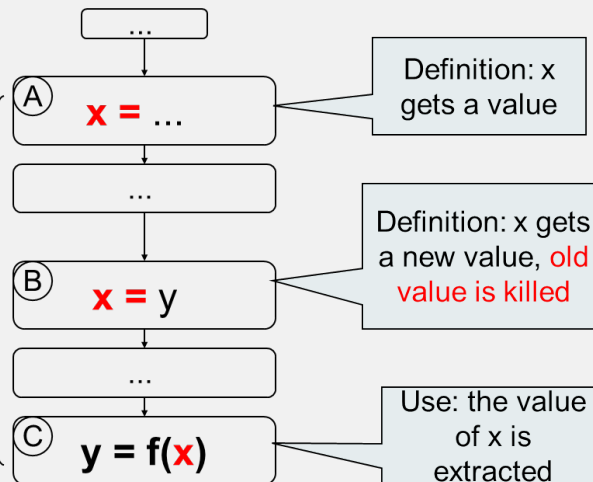 ...
A
x = ...
Definition: x
gets a value
...
Definition: x gets
a new value, old
value is killed
B
x = y
...
Use: the value
of x is
extracted
C
y = f(x)